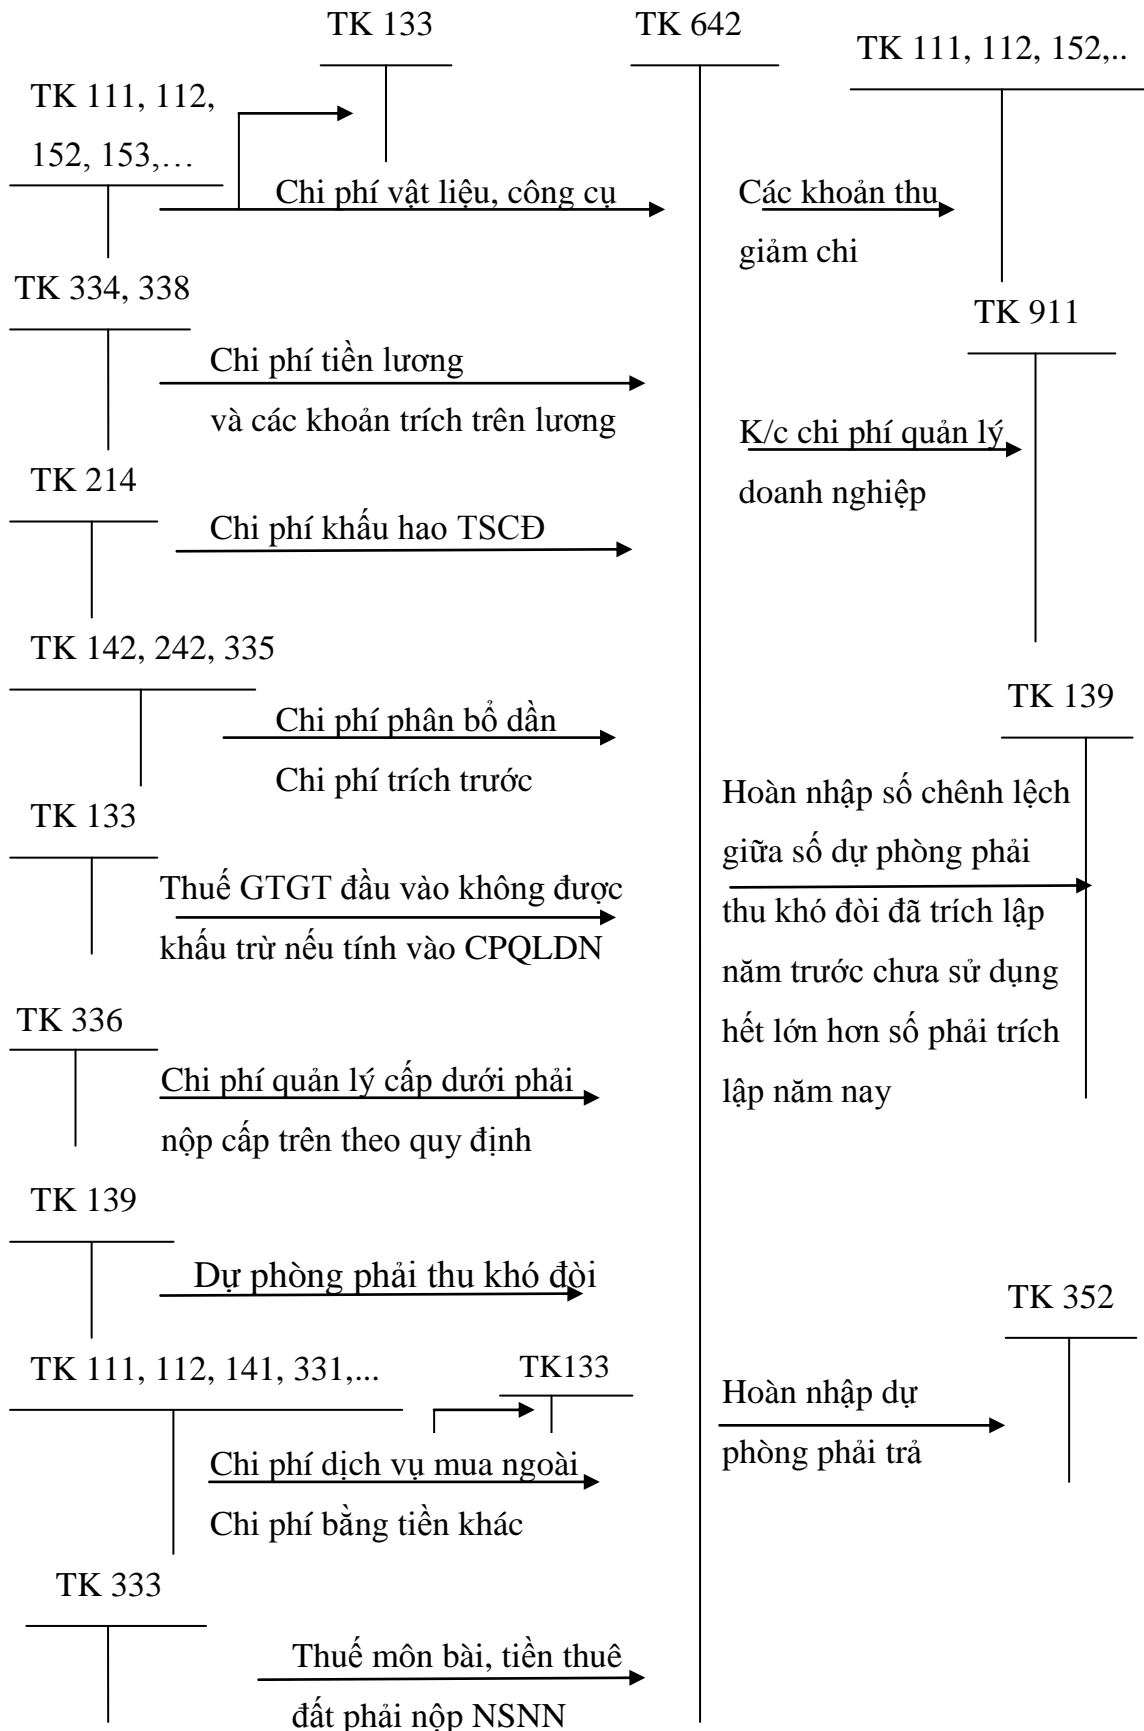 TK 133
TK 642
TK 111, 112, 152,..
TK 111, 112,
152, 153,…
Chi phí vật liệu, công cụ
Các khoản thu
giảm chi
TK 334, 338
TK 911
Chi phí tiền lương
và các khoản trích trên lương
K/c chi phí quản lý
doanh nghiệp
TK 214
Chi phí khấu hao TSCĐ
TK 142, 242, 335
TK 139
Chi phí phân bổ dần
Chi phí trích trước
Hoàn nhập số chênh lệch
giữa số dự phòng phải
thu khó đòi đã trích lập
năm trước chưa sử dụng
hết lớn hơn số phải trích
lập năm nay
TK 133
Thuế GTGT đầu vào không được
khấu trừ nếu tính vào CPQLDN
TK 336
Chi phí quản lý cấp dưới phải
nộp cấp trên theo quy định
TK 139
Dự phòng phải thu khó đòi
TK 352
TK 111, 112, 141, 331,...
TK133
Hoàn nhập dự
phòng phải trả
Chi phí dịch vụ mua ngoài
Chi phí bằng tiền khác
TK 333
Thuế môn bài, tiền thuê
đất phải nộp NSNN